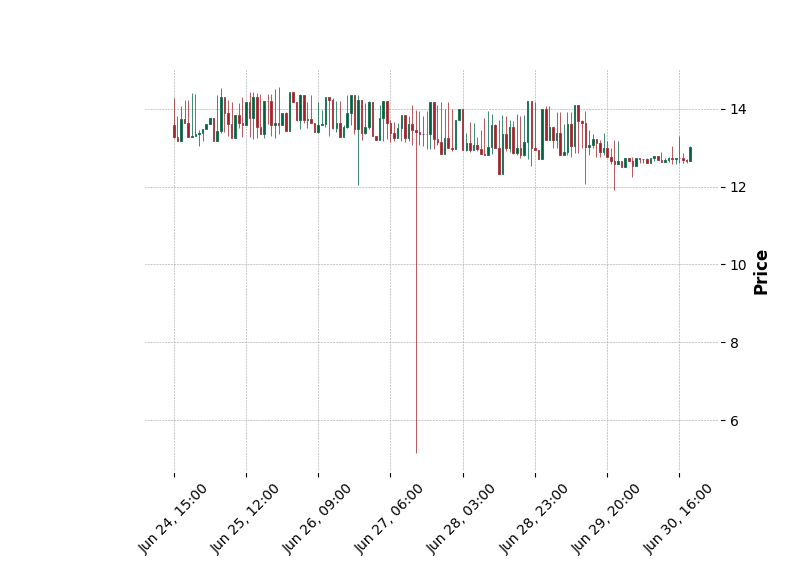 14
12
10
8
6
Price
Jun 24, 15:00
Jun 25, 12:00
Jun 26, 09:00
Jun 27, 06:00
Jun 28, 03:00
Jun 28, 23:00
Jun 29, 20:00
Jun 30, 16:00